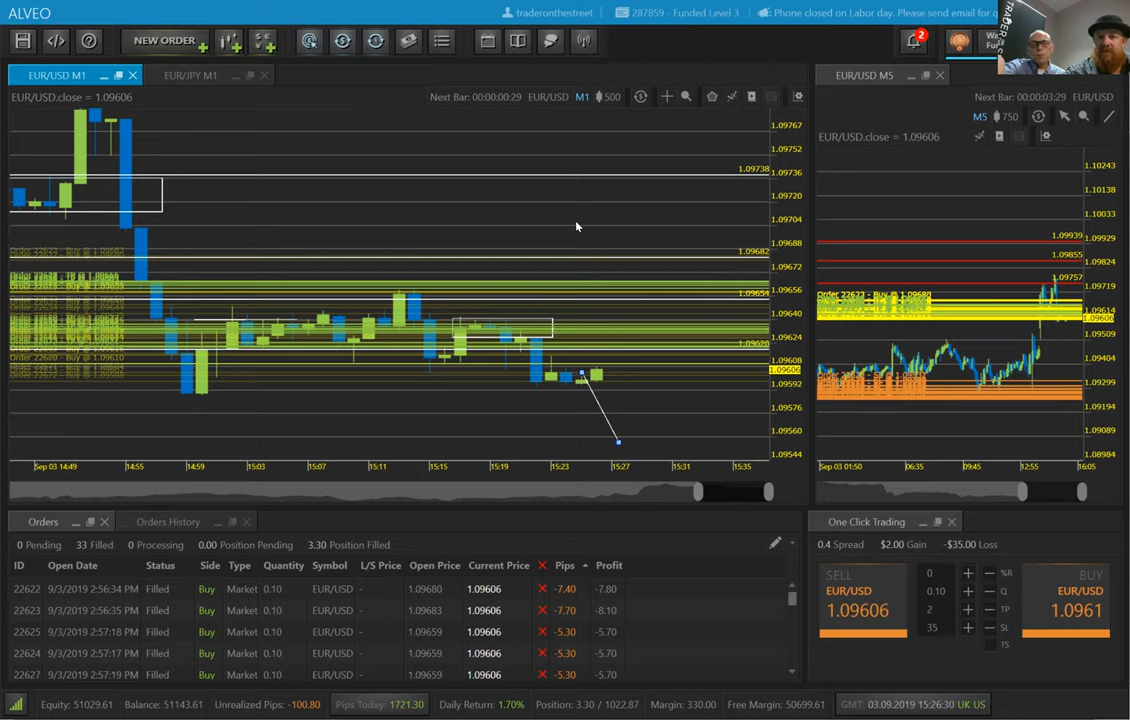 ALVEO
traderonthestreet
287859 - Funded Level 3
Phone closed on Labor day. Please send email for
NEW ORDER
2
TRADER
EUR/USD M1
EUR/JPY M1
EUR/USD.close = 1.09606
Next Bar: 00:00:00:29 EUR/USD M1 500
1.09767
1.09752
1.09738
1.09736
1.09720
1.09704
1.09688
1.09682
1.09672
1.09656
1.09654
1.09640
1.09624
1.09620
1.09608
1.09606
1.09592
1.09576
1.09560
1.09544
Order 22689 - Buy @ 1.09610
Sep 03 14:49
14:55
14:59
15:03
15:07
15:11
15:15
15:19
15:23
15:27
15:31
15:35
EUR/USD M5
Next Bar: 00:00:03:29 EUR/USD
M5 750
EUR/USD.close = 1.09606
1.10243
1.10138
1.10033
1.09939
1.09929
1.09855
1.09824
1.09757
1.09719
1.09614
1.09606
1.09509
1.09404
1.09299
1.09194
1.09089
1.08984
Sep 03 01:50
06:35
09:45
12:55
16:05
Orders
Orders History
0 Pending 33 Filled 0 Processing 0.00 Position Pending 3.30 Position Filled
ID Open Date Status Side Type Quantity Symbol L/S Price Open Price Current Price Pips Profit
22622 9/3/2019 2:56:34 PM Filled Buy Market 0.10 EUR/USD - 1.09680 1.09606 -7.40 -7.80
22623 9/3/2019 2:56:35 PM Filled Buy Market 0.10 EUR/USD - 1.09683 1.09606 -7.70 -8.10
22625 9/3/2019 2:57:18 PM Filled Buy Market 0.10 EUR/USD - 1.09659 1.09606 -5.30 -5.70
22624 9/3/2019 2:57:17 PM Filled Buy Market 0.10 EUR/USD - 1.09659 1.09606 -5.30 -5.70
22627 9/3/2019 2:57:19 PM Filled Buy Market 0.10 EUR/USD - 1.09659 1.09606 -5.30 -5.70
One Click Trading
0.4 Spread $2.00 Gain -$35.00 Loss
SELL
EUR/USD
1.09606
0 + − %R
0.10 + − Q
2 + − TP
35 + − SL
TS
BUY
EUR/USD
1.0961
Equity: 51029.61 Balance: 51143.61 Unrealized Pips: -100.80 Pips Today: 1721.30 Daily Return: 1.70% Position: 3.30 / 1022.87 Margin: 330.00 Free Margin: 50699.61 GMT: 03.09.2019 15:26:30 UK US